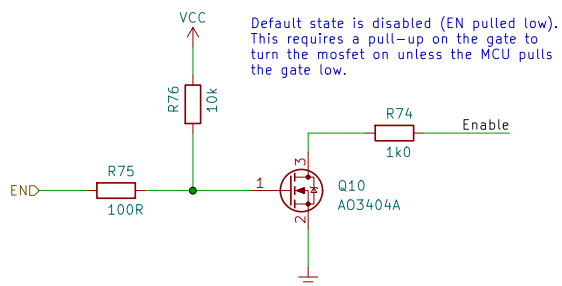 VCC
Default state is disabled (EN pulled low).
This requires a pull-up on the gate to
turn the mosfet on unless the MCU pulls
the gate low.
R76
10k
R74
Enable
1k0
3
R75
EN
100R
1
Q10
AO3404A
2